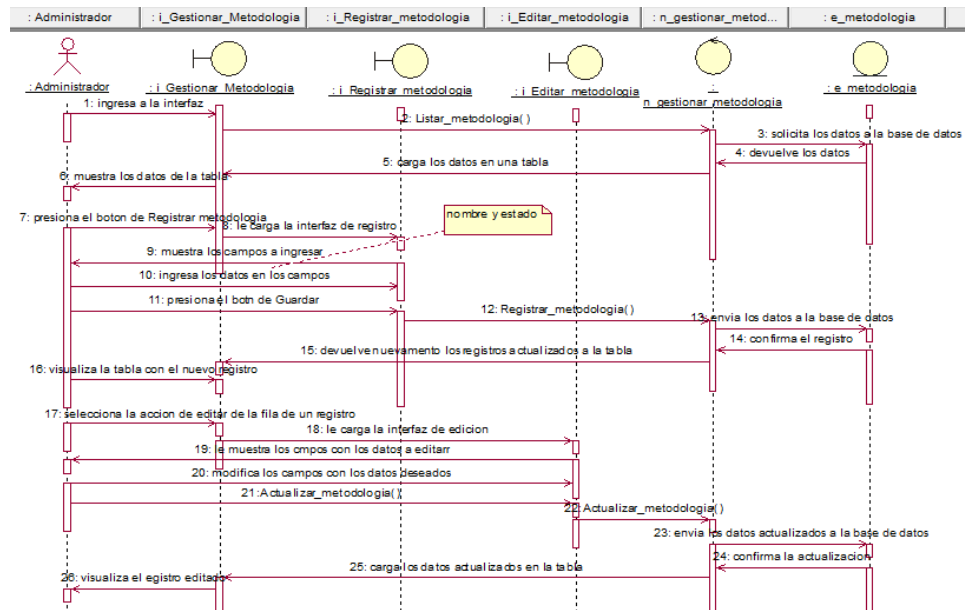 : Administrador
: i_Gestionar_Metodologia
: i_Registrar_metodologia
: i_Editar_metodologia
: n_gestionar_metod...
: e_metodologia
: Administrador
: i_Gestionar_Metodologia
: i_Registrar_metodologia
: i_Editar_metodologia
:
n_gestionar_metodologia
: e_metodologia
1: ingresa a la interfaz
2: Listar_metodologia( )
3: solicita los datos a la base de datos
4: devuelve los datos
5: carga los datos en una tabla
6: muestra los datos de la tabla
7: presiona el boton de Registrar metodologia
nombre y estado
8: le carga la interfaz de registro
9: muestra los campos a ingresar
10: ingresa los datos en los campos
11: presiona el botn de Guardar
12: Registrar_metodologia( )
13: envia los datos a la base de datos
14: confirma el registro
15: devuelve nuevamento los registros actualizados a la tabla
16: visualiza la tabla con el nuevo registro
17: selecciona la accion de editar de la fila de un registro
18: le carga la interfaz de edicion
19: le muestra los cmpos con los datos a editarr
20: modifica los campos con los datos deseados
21:Actualizar_metodologia( )
22: Actualizar_metodologia( )
23: envia los datos actualizados a la base de datos
24: confirma la actualizacion
25: carga los datos actualizados en la tabla
26: visualiza el egistro editado